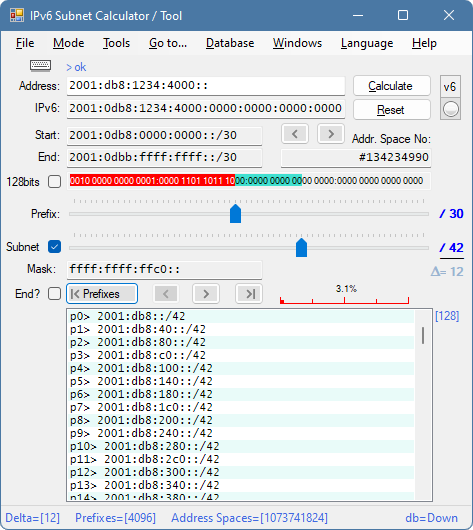 IPv6 Subnet Calculator / Tool
File Mode Tools Go to... Database Windows Language Help
> ok
Address: 2001:db8:1234:4000:: Calculate v6
IPv6: 2001:0db8:1234:4000:0000:0000:0000:0000 Reset
Start: 2001:0db8:0000:0000::/30 < >
Addr. Space No:
End: 2001:0dbb:ffff:ffff::/30 #134234990
128bits 0010 0000 0000 0001:0000 1101 1011 1000:0000 0000 0000 0000:0000 0000 0000 0000
Prefix: / 30
Subnet / 42
Mask: ffff:ffff:ffc0:: Δ= 12
End? |< Prefixes < > >| 3.1%
p0> 2001:db8::/42 [128]
p1> 2001:db8:40::/42
p2> 2001:db8:80::/42
p3> 2001:db8:c0::/42
p4> 2001:db8:100::/42
p5> 2001:db8:140::/42
p6> 2001:db8:180::/42
p7> 2001:db8:1c0::/42
p8> 2001:db8:200::/42
p9> 2001:db8:240::/42
p10> 2001:db8:280::/42
p11> 2001:db8:2c0::/42
p12> 2001:db8:300::/42
p13> 2001:db8:340::/42
p14> 2001:db8:380::/42
Delta=[12] Prefixes=[4096] Address Spaces=[1073741824] db=Down